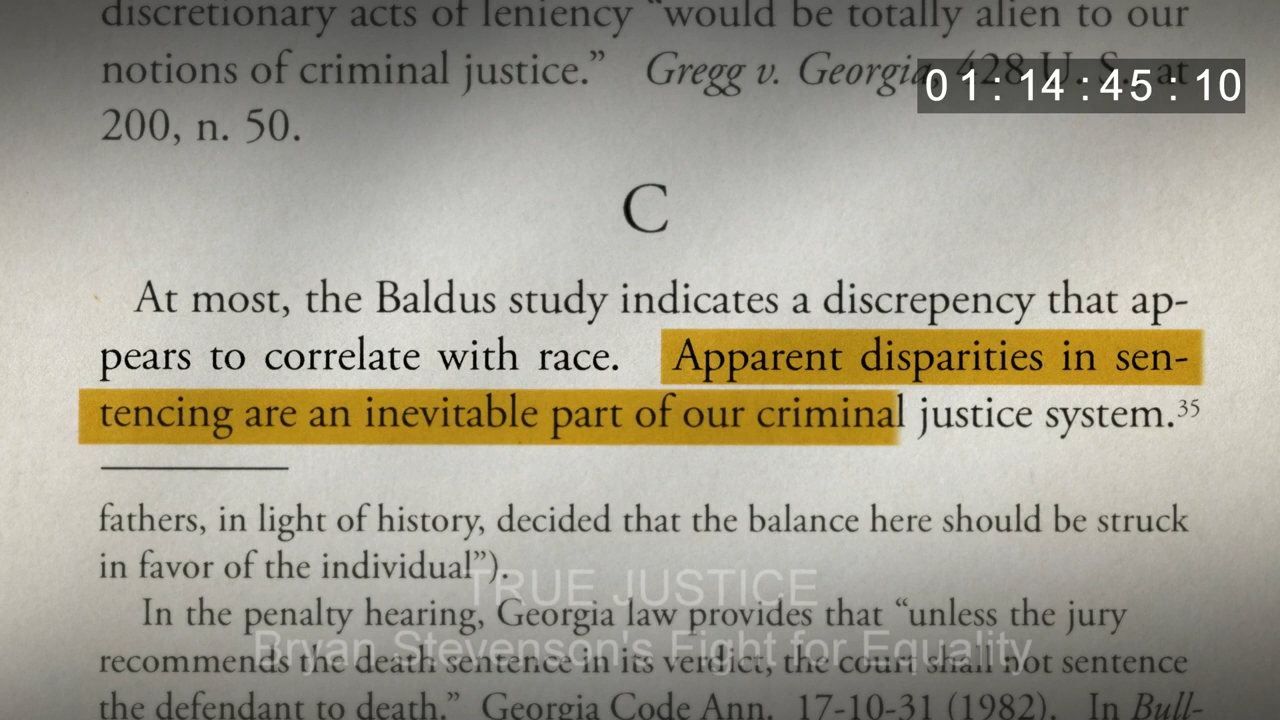 discretionary acts of leniency “would be totally alien to our
notions of criminal justice.” Gregg v. Georgia, 428 U. S., at
01:14:45:10
200, n. 50.
C
At most, the Baldus study indicates a discrepency that ap-
pears to correlate with race. Apparent disparities in sen-
tencing are an inevitable part of our criminal justice system.35
fathers, in light of history, decided that the balance here should be struck
in favor of the individual”).
TRUE JUSTICE
In the penalty hearing, Georgia law provides that “unless the jury
Bryan Stevenson's Fight for Equality
recommends the death sentence in its verdict, the court shall not sentence
the defendant to death.” Georgia Code Ann. 17-10-31 (1982). In Bull-